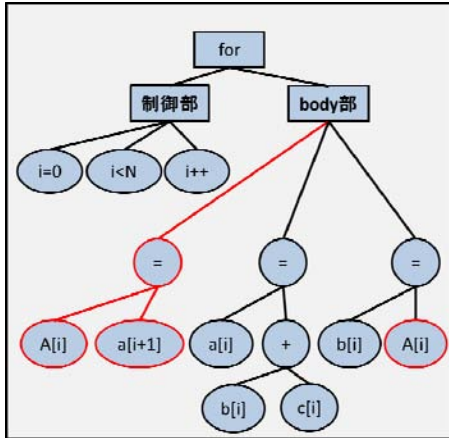 for
制御部 body部
i=0 i<N i++
= = =
A[i] a[i+1] a[i] + b[i] A[i]
b[i] c[i]